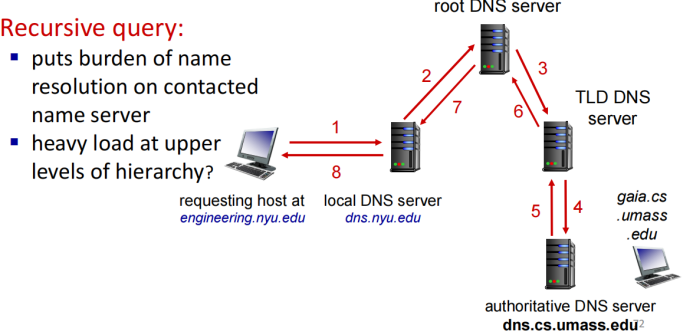 root DNS server
Recursive query:
▪ puts burden of name
resolution on contacted
name server
▪ heavy load at upper
levels of hierarchy?
2
3
7
6
TLD DNS
server
1
8
requesting host at
engineering.nyu.edu
local DNS server
dns.nyu.edu
5
4
gaia.cs
.umass
.edu
authoritative DNS server
dns.cs.umass.edu
72